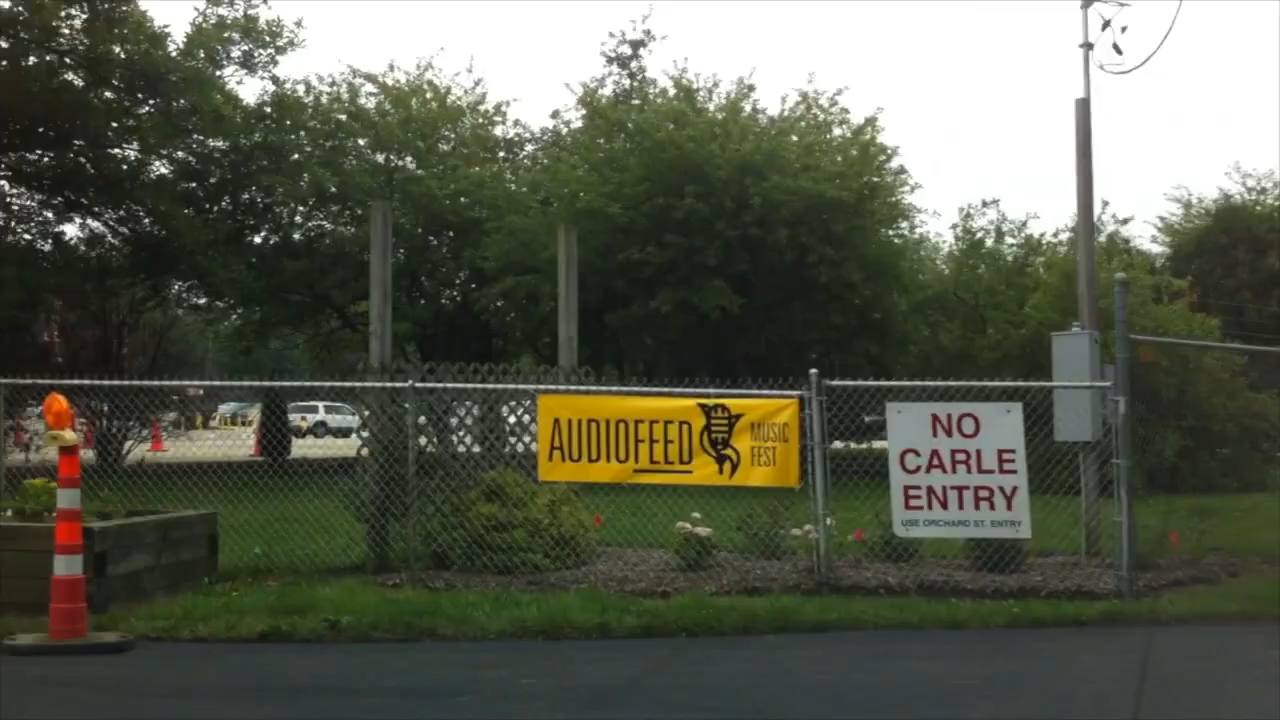 AUDIOFEED
MUSIC
FEST
NO
CARLE
ENTRY
USE ORCHARD ST. ENTRY